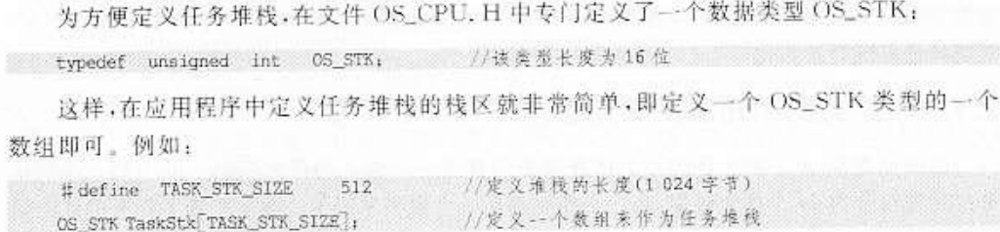 为方便定义任务堆栈,在文件 OS_CPU.H 中专门定义了一个数据类型 OS_STK:
typedef unsigned int OS_STK; //该类型长度为 16 位
这样,在应用程序中定义任务堆栈的栈区就非常简单,即定义一个 OS_STK 类型的一个
数组即可。例如:
#define TASK_STK_SIZE 512 //定义堆栈的长度(1 024 字节)
OS_STK TaskStk[TASK_STK_SIZE]; //定义一个数组来作为任务堆栈